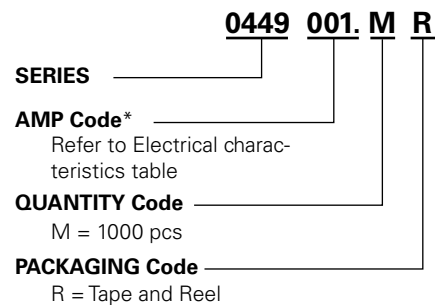 0449 001. M R
SERIES
AMP Code*
Refer to Electrical charac-
teristics table
QUANTITY Code
M = 1000 pcs
PACKAGING Code
R = Tape and Reel